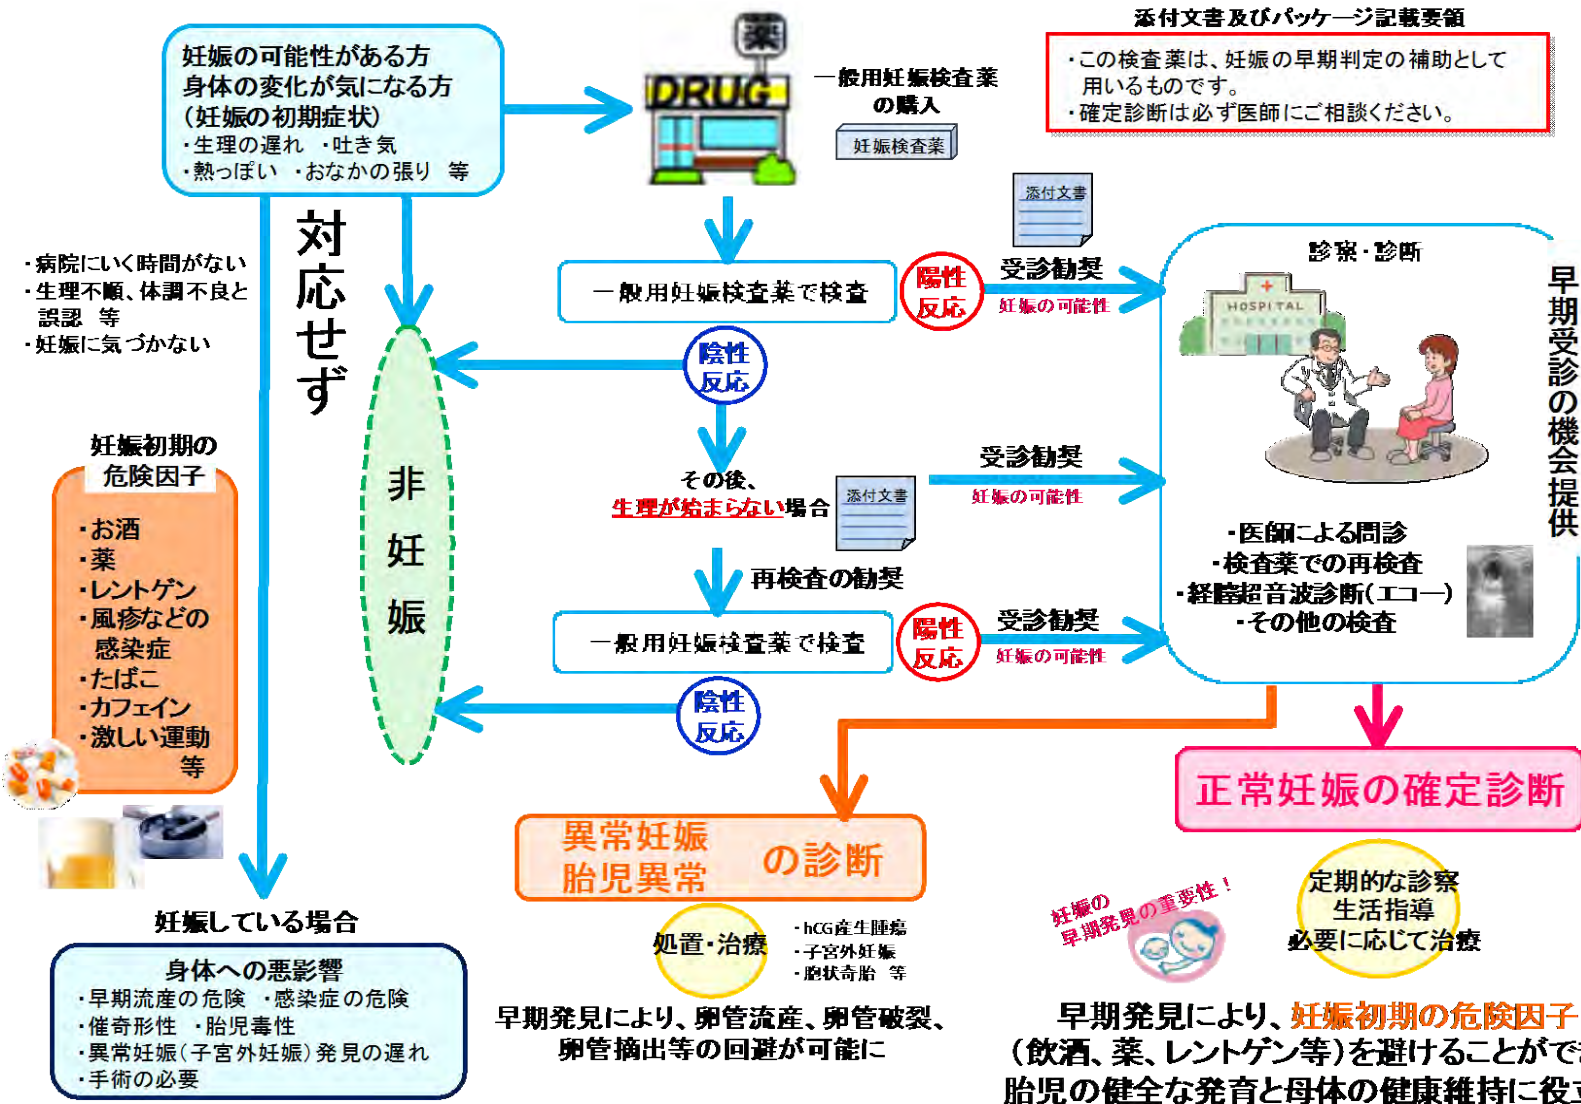 添付文書及びパッケージ記載要領
・この検査薬は、妊娠の早期判定の補助として
用いるものです。
・確定診断は必ず医師にご相談ください。
妊娠の可能性がある方
身体の変化が気になる方
(妊娠の初期症状)
・生理の遅れ ・吐き気
・熱っぽい ・おなかの張り 等
薬
DRUG
一般用妊娠検査薬
の購入
妊娠検査薬
対応せず
・病院にいく時間がない
・生理不順、体調不良と
誤認 等
・妊娠に気づかない
添付文書
一般用妊娠検査薬で検査
陽性
反応
受診勧奨
妊娠の可能性
陰性
反応
その後、
生理が始まらない場合
添付文書
受診勧奨
妊娠の可能性
再検査の勧奨
一般用妊娠検査薬で検査
陽性
反応
受診勧奨
妊娠の可能性
陰性
反応
非妊娠
診察・診断
HOSPITAL
・医師による問診
・検査薬での再検査
・経膣超音波診断(エコー)
・その他の検査
早期受診の機会提供
妊娠初期の
危険因子
・お酒
・薬
・レントゲン
・風疹などの
感染症
・たばこ
・カフェイン
・激しい運動
等
妊娠している場合
身体への悪影響
・早期流産の危険 ・感染症の危険
・催奇形性 ・胎児毒性
・異常妊娠(子宮外妊娠)発見の遅れ
・手術の必要
異常妊娠
胎児異常
の診断
処置・治療
・hCG産生腫瘍
・子宮外妊娠
・胞状奇胎 等
早期発見により、卵管流産、卵管破裂、
卵管摘出等の回避が可能に
正常妊娠の確定診断
妊娠の
早期発見の重要性！
定期的な診察
生活指導
必要に応じて治療
早期発見により、妊娠初期の危険因子
(飲酒、薬、レントゲン等)を避けることができ
胎児の健全な発育と母体の健康維持に役立